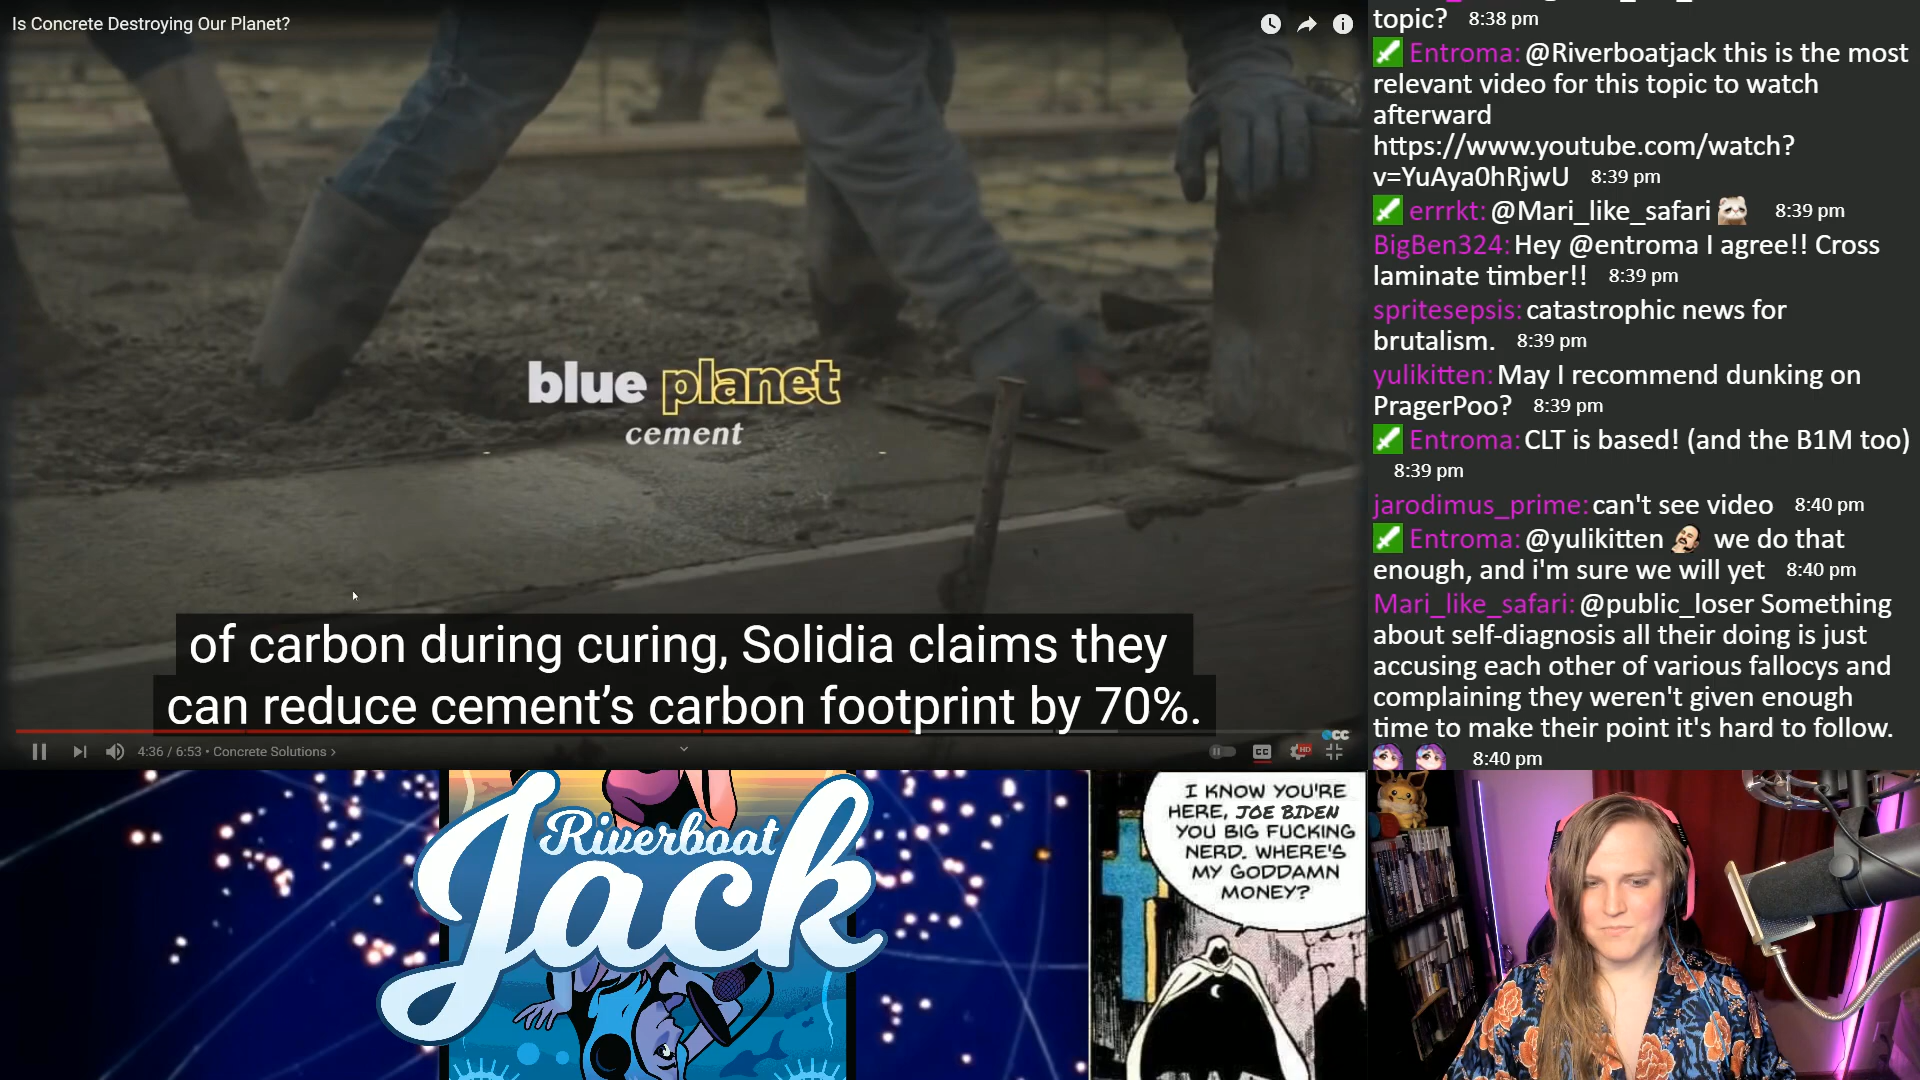 Is Concrete Destroying Our Planet?
blue planet
cement
of carbon during curing, Solidia claims they
can reduce cement’s carbon footprint by 70%.
4:36 / 6:53 • Concrete Solutions ›
CC
CC
HD
topic? 8:38 pm
Entroma: @Riverboatjack this is the most
relevant video for this topic to watch
afterward
https://www.youtube.com/watch?
v=YuAya0hRjwU 8:39 pm
errrkt: @Mari_like_safari 8:39 pm
BigBen324: Hey @entroma I agree!! Cross
laminate timber!! 8:39 pm
spritesepsis: catastrophic news for
brutalism. 8:39 pm
yulikitten: May I recommend dunking on
PragerPoo? 8:39 pm
Entroma: CLT is based! (and the B1M too)
8:39 pm
jarodimus_prime: can't see video 8:40 pm
Entroma: @yulikitten we do that
enough, and i'm sure we will yet 8:40 pm
Mari_like_safari: @public_loser Something
about self-diagnosis all their doing is just
accusing each other of various fallocys and
complaining they weren't given enough
time to make their point it's hard to follow.
8:40 pm
Riverboat
Jack
I KNOW YOU'RE
HERE, JOE BIDEN
YOU BIG FUCKING
NERD. WHERE'S
MY GODDAMN
MONEY?